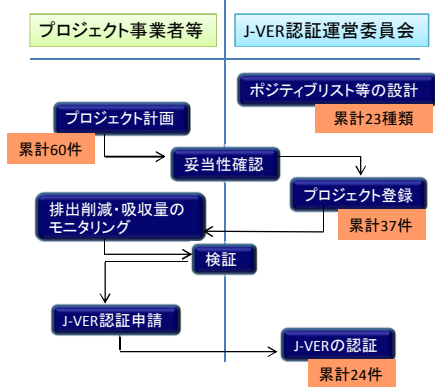 プロジェクト事業者等
J-VER認証運営委員会
ポジティブリスト等の設計
累計23種類
プロジェクト計画
累計60件
妥当性確認
プロジェクト登録
累計37件
排出削減・吸収量の
モニタリング
検証
J-VER認証申請
J-VERの認証
累計24件